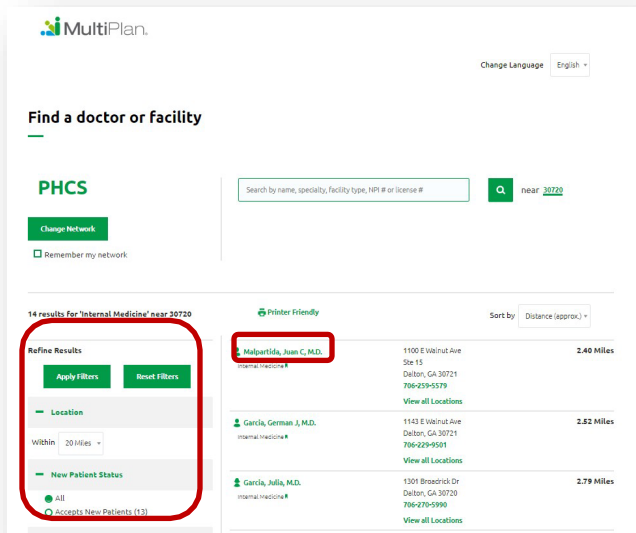 MultiPlan.
Change Language English
Find a doctor or facility
PHCS
Search by name, specialty, facility type, NPI # or license #
near 30720
Change Network
Remember my network
14 results for 'Internal Medicine' near 30720
Printer Friendly
Sort by Distance (approx.)
Refine Results
Apply Filters Reset Filters
Location
Within 20 Miles
New Patient Status
All
Accepts New Patients (13)
Malpartida, Juan C, M.D.
Internal Medicine
1100 E Walnut Ave
Ste 15
Dalton, GA 30721
706-259-5579
View all Locations
2.40 Miles
Garcia, German J, M.D.
Internal Medicine
1143 E Walnut Ave
Dalton, GA 30721
706-229-9501
View all Locations
2.52 Miles
Garcia, Julia, M.D.
Internal Medicine
1301 Broadrick Dr
Dalton, GA 30720
706-270-5990
View all Locations
2.79 Miles